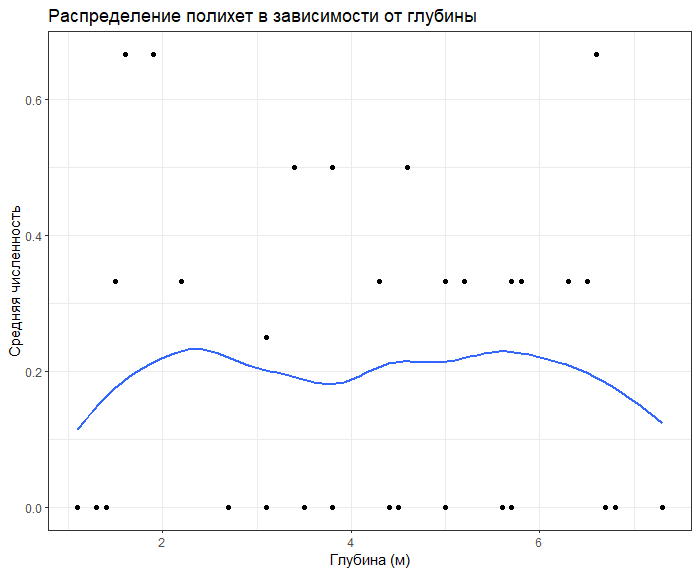 Распределение полихет в зависимости от глубины
Средняя численность
0.6
0.4
0.2
0.0
2
4
6
Глубина (м)